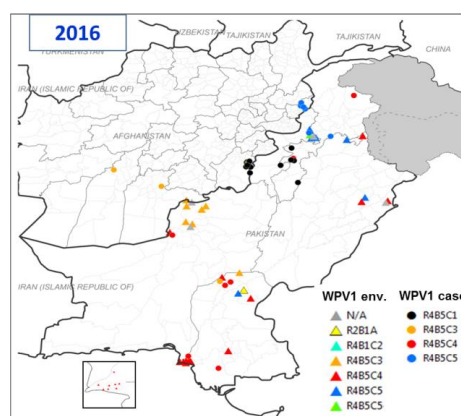 2016
UZBEKISTAN
TAJIKISTAN
TAJIKISTAN
TURKMENISTAN
CHINA
IRAN (ISLAMIC REPUBLIC OF)
AFGHANISTAN
PAKISTAN
IRAN (ISLAMIC REPUBLIC OF)
WPV1 env.
N/A
R2B1A
R4B1C2
R4B5C3
R4B5C4
R4B5C5
R4B5C5
WPV1 case
R4B5C1
R4B5C3
R4B5C4
R4B5C5